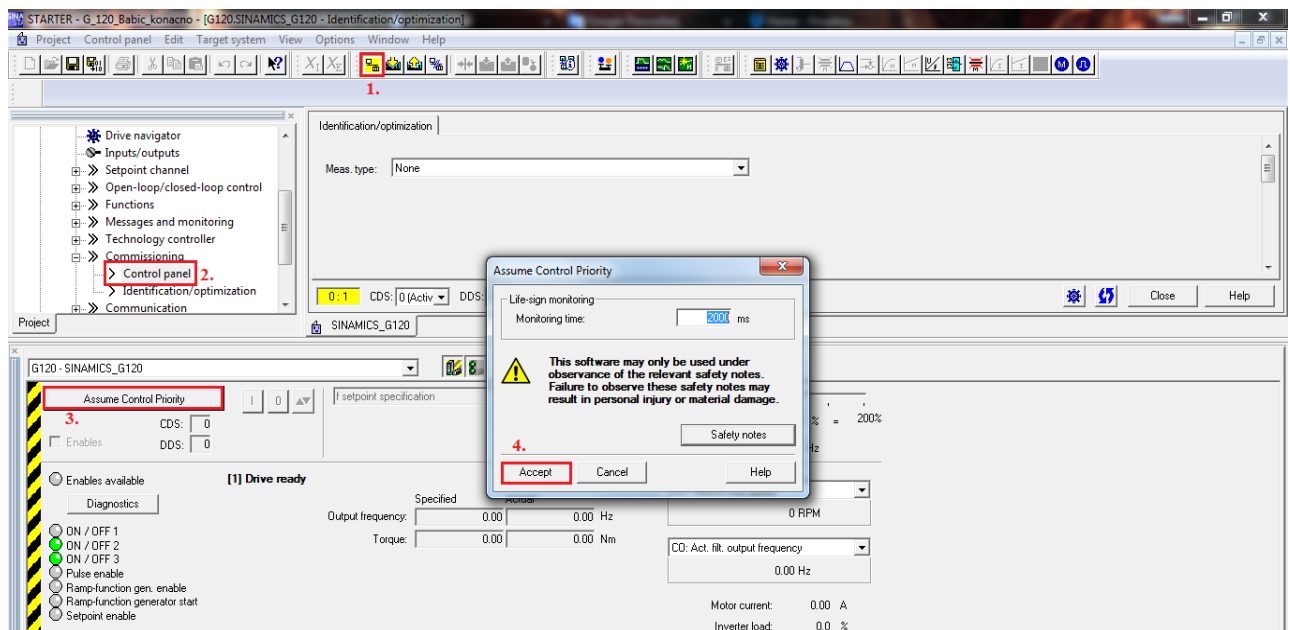 STARTER - G_120_Babic_konacno - [G120.SINAMICS_G120 - Identification/optimization]
Project Control panel Edit Target system View Options Window Help
1.
Drive navigator
Inputs/outputs
Setpoint channel
Open-loop/closed-loop control
Functions
Messages and monitoring
Technology controller
Commissioning
Control panel 2.
Identification/optimization
Communication
Project
Identification/optimization
Meas. type: None
0 : 1 CDS: 0 (Activ DDS:
Close Help
SINAMICS_G120
Assume Control Priority
Life-sign monitoring
Monitoring time: 2000 ms
This software may only be used under
observance of the relevant safety notes.
Failure to observe these safety notes may
result in personal injury or material damage.
Safety notes
4.
Accept Cancel Help
G120 - SINAMICS_G120
Assume Control Priority I 0 f setpoint specification
3.
CDS: 0
Enables DDS: 0
% = 200%
Hz
Enables available [1] Drive ready
Diagnostics
Specified Actual
Output frequency: 0.00 0.00 Hz
Torque: 0.00 0.00 Nm
0 RPM
CO: Act. filt. output frequency
0.00 Hz
Motor current: 0.00 A
Inverter load: 0.0 %
ON / OFF 1
ON / OFF 2
ON / OFF 3
Pulse enable
Ramp-function gen. enable
Ramp-function generator start
Setpoint enable